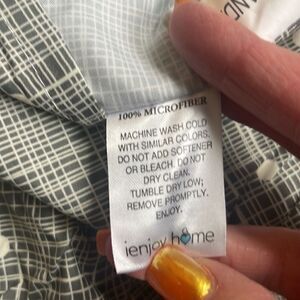 AND
100% MICROFIBER
MACHINE WASH COLD
WITH SIMILAR COLORS.
DO NOT ADD SOFTENER
OR BLEACH. DO NOT
DRY CLEAN.
TUMBLE DRY LOW;
REMOVE PROMPTLY.
ENJOY.
ienjoy home